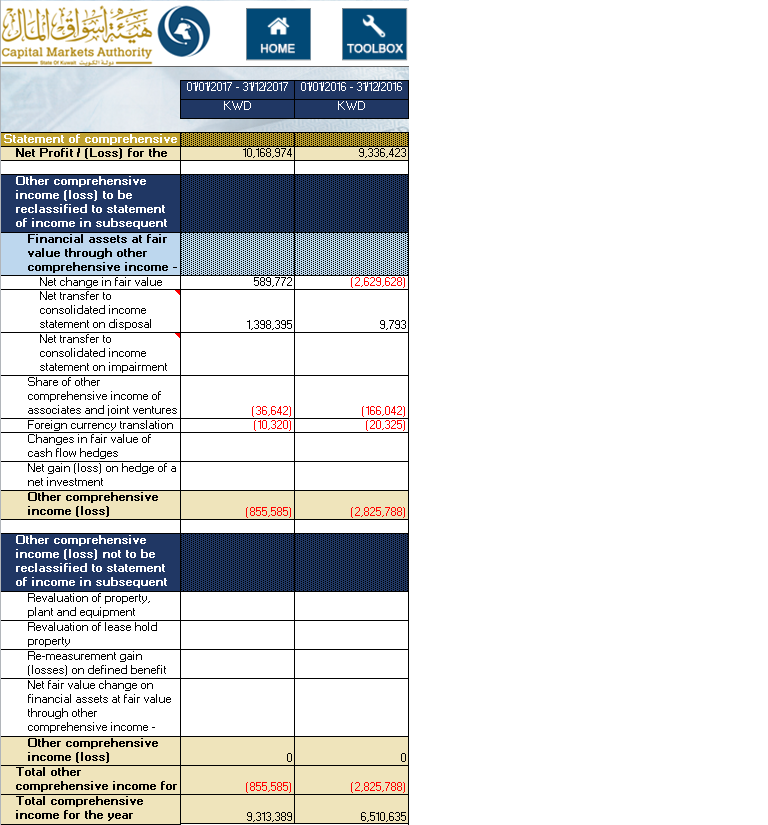 هيئة أسواق المال
Capital Markets Authority
State Of Kuwait دولة الكويت
HOME
TOOLBOX
01/01/2017 - 31/12/2017 01/01/2016 - 31/12/2016
KWD KWD
Statement of comprehensive
Net Profit / (Loss) for the 10,168,974 9,336,423
Other comprehensive
income (loss) to be
reclassified to statement
of income in subsequent
Financial assets at fair
value through other
comprehensive income -
Net change in fair value 589,772 (2,629,628)
Net transfer to
consolidated income
statement on disposal 1,398,395 9,793
Net transfer to
consolidated income
statement on impairment
Share of other
comprehensive income of
associates and joint ventures (36,642) (166,042)
Foreign currency translation (10,320) (20,325)
Changes in fair value of
cash flow hedges
Net gain (loss) on hedge of a
net investment
Other comprehensive
income (loss) (855,585) (2,825,788)
Other comprehensive
income (loss) not to be
reclassified to statement
of income in subsequent
Revaluation of property,
plant and equipment
Revaluation of lease hold
property
Re-measurement gain
(losses) on defined benefit
Net fair value change on
financial assets at fair value
through other
comprehensive income -
Other comprehensive
income (loss) 0 0
Total other
comprehensive income for (855,585) (2,825,788)
Total comprehensive
income for the year 9,313,389 6,510,635